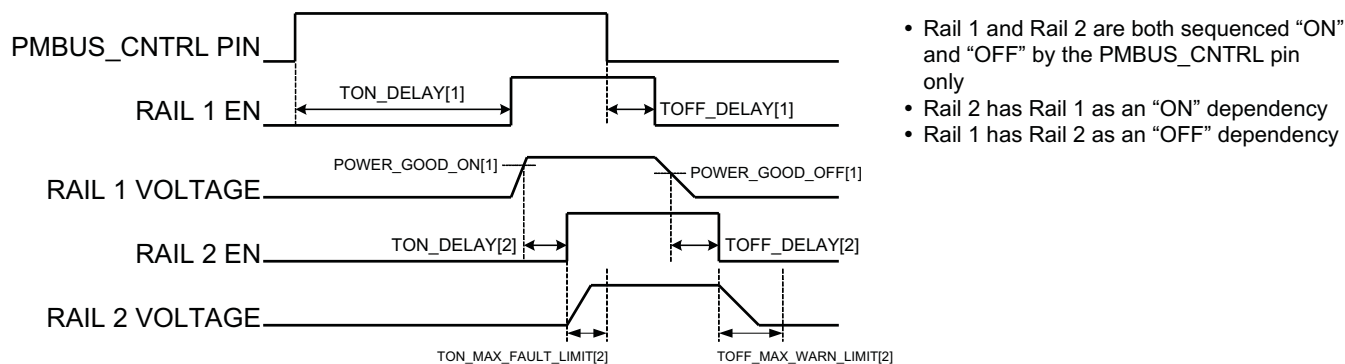 PMBUS_CNTRL PIN
RAIL 1 EN
TON_DELAY[1]
TOFF_DELAY[1]
RAIL 1 VOLTAGE
POWER_GOOD_ON[1]
POWER_GOOD_OFF[1]
RAIL 2 EN
TON_DELAY[2]
TOFF_DELAY[2]
RAIL 2 VOLTAGE
TON_MAX_FAULT_LIMIT[2]
TOFF_MAX_WARN_LIMIT[2]
• Rail 1 and Rail 2 are both sequenced “ON”
and “OFF” by the PMBUS_CNTRL pin
only
• Rail 2 has Rail 1 as an “ON” dependency
• Rail 1 has Rail 2 as an “OFF” dependency